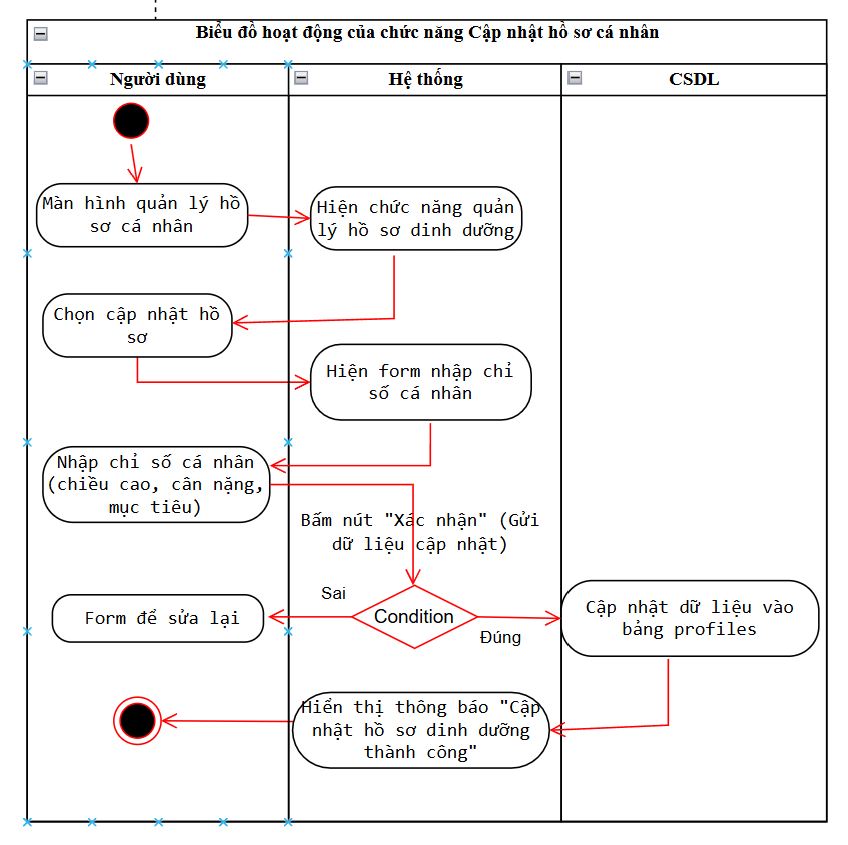 Biểu đồ hoạt động của chức năng Cập nhật hồ sơ cá nhân
Người dùng
Hệ thống
CSDL
Màn hình quản lý hồ
sơ cá nhân
Hiện chức năng quản
lý hồ sơ dinh dưỡng
Chọn cập nhật hồ
sơ
Hiện form nhập chỉ
số cá nhân
Nhập chỉ số cá nhân
(chiều cao, cân nặng,
mục tiêu)
Bấm nút "Xác nhận" (Gửi
dữ liệu cập nhật)
Sai
Condition
Đúng
Form để sửa lại
Cập nhật dữ liệu vào
bảng profiles
Hiển thị thông báo "Cập
nhật hồ sơ dinh dưỡng
thành công"